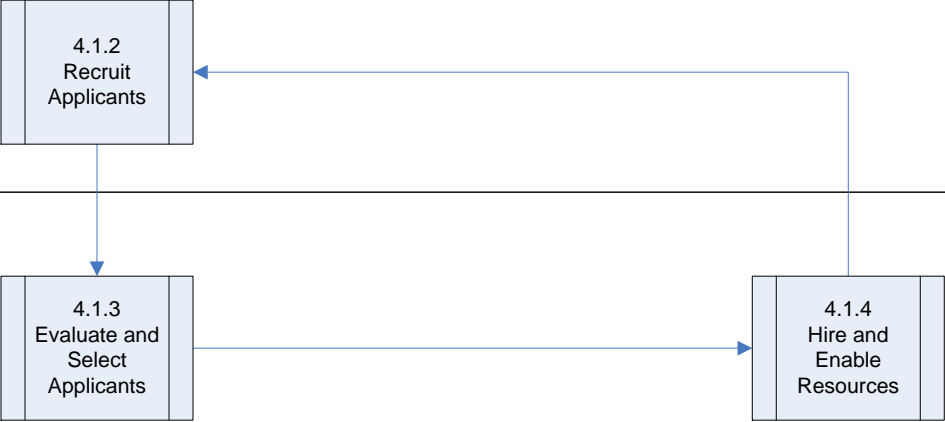 4.1.2
Recruit
Applicants
4.1.3
Evaluate and
Select
Applicants
4.1.4
Hire and
Enable
Resources